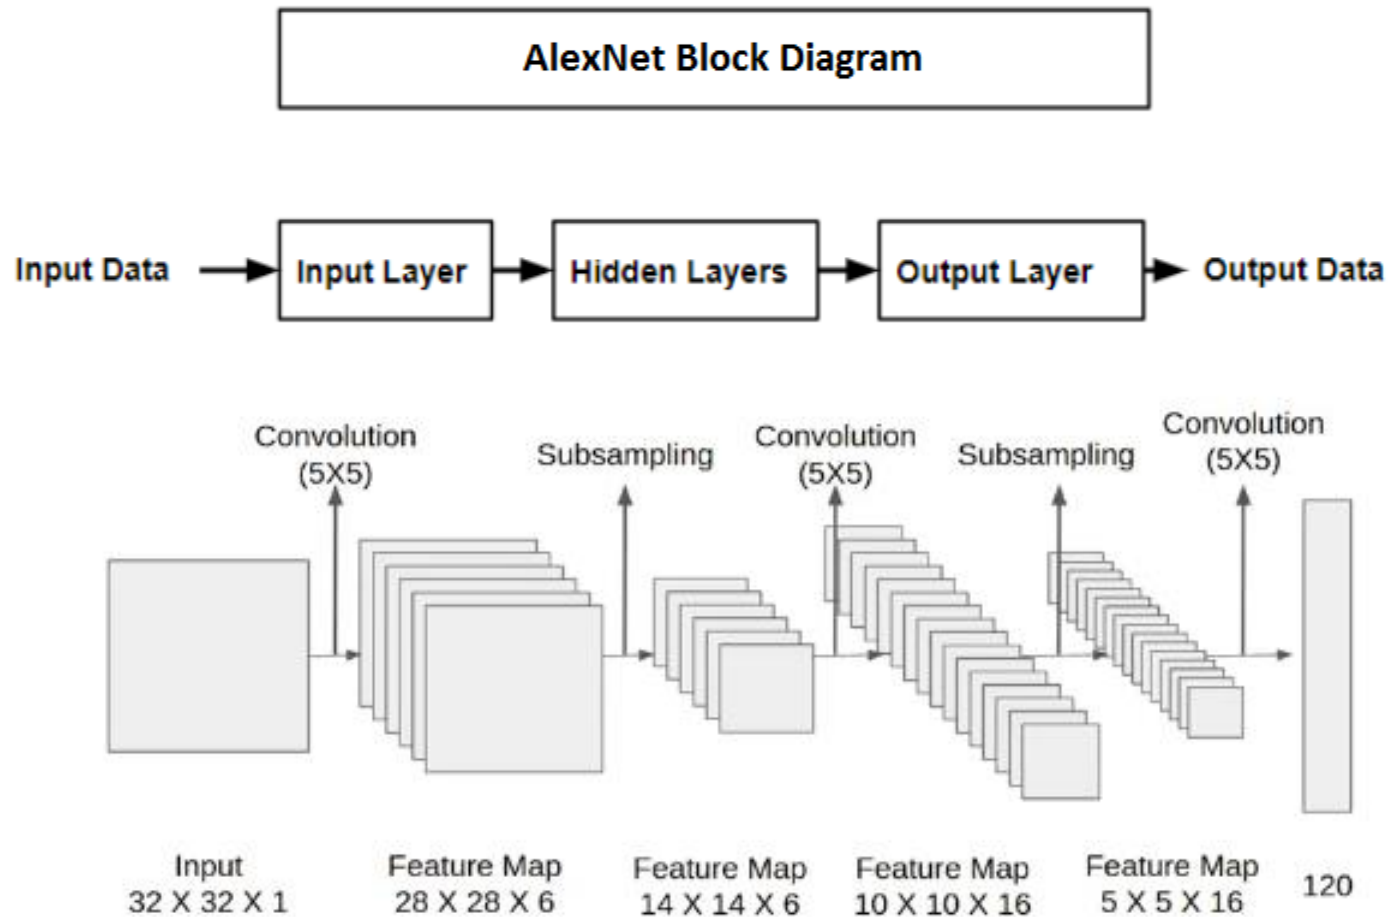 AlexNet Block Diagram
Input Data
Input Layer
Hidden Layers
Output Layer
Output Data
Convolution
(5X5)
Subsampling
Convolution
(5X5)
Subsampling
Convolution
(5X5)
Input
32 X 32 X 1
Feature Map
28 X 28 X 6
Feature Map
14 X 14 X 6
Feature Map
10 X 10 X 16
Feature Map
5 X 5 X 16
120